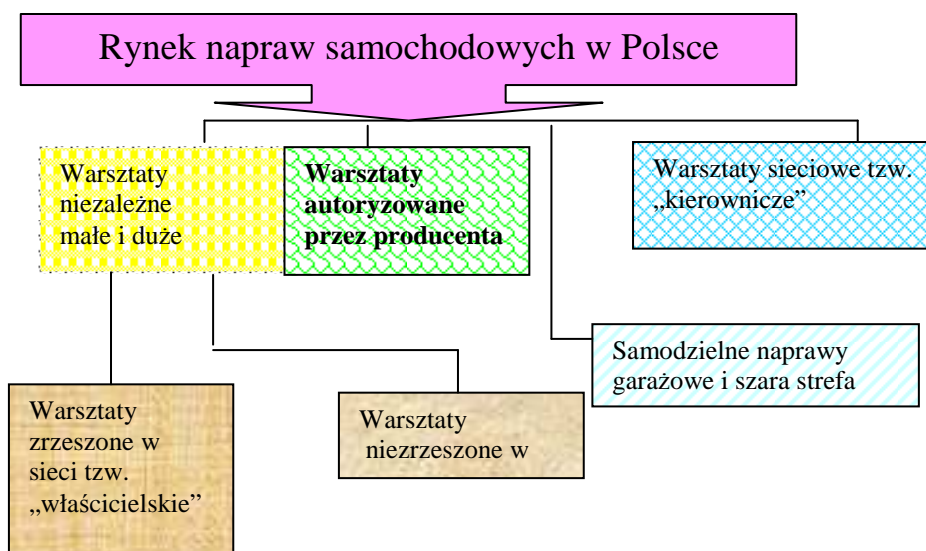 Rynek napraw samochodowych w Polsce
Warsztaty
niezależne
małe i duże
Warsztaty
autoryzowane
przez producenta
Warsztaty sieciowe tzw.
„kierownicze”
Samodzielne naprawy
garażowe i szara strefa
Warsztaty
zrzeszone w
sieci tzw.
„właścicielskie”
Warsztaty
niezrzeszone w